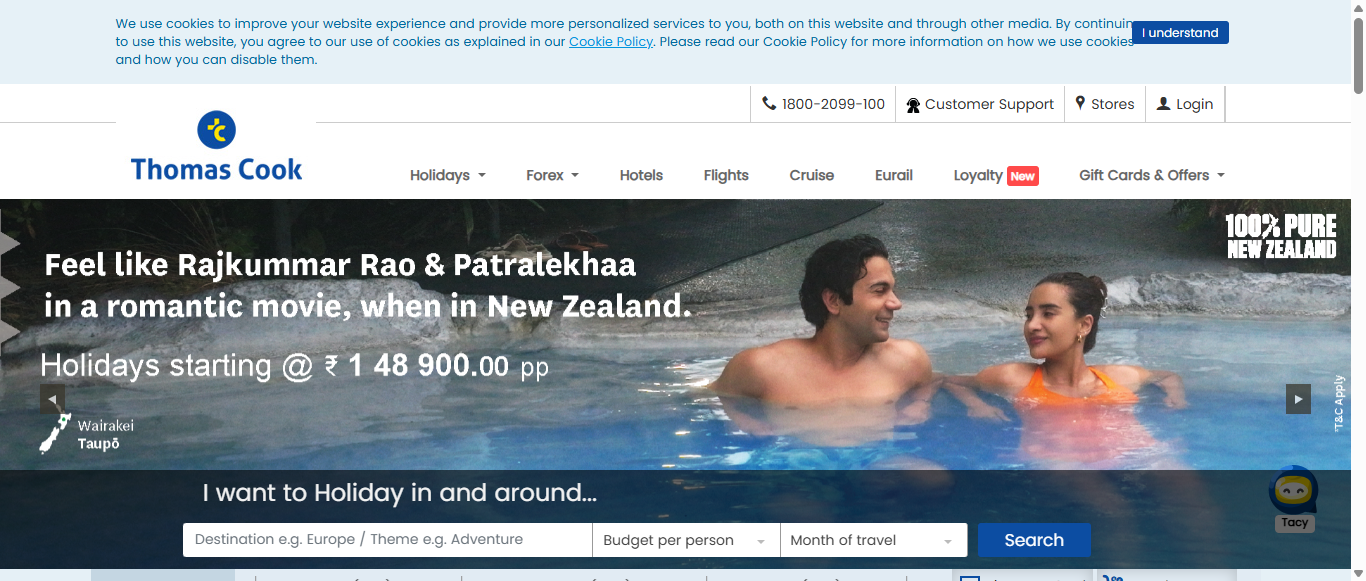 We use cookies to improve your website experience and provide more personalized services to you, both on this website and through other media. By continuin
to use this website, you agree to our use of cookies as explained in our Cookie Policy. Please read our Cookie Policy for more information on how we use cookies
and how you can disable them.
I understand
1800-2099-100
Customer Support
Stores
Login
Thomas Cook
Holidays
Forex
Hotels
Flights
Cruise
Eurail
Loyalty New
Gift Cards & Offers
100% PURE
NEW ZEALAND
Feel like Rajkummar Rao & Patralekhaa
in a romantic movie, when in New Zealand.
Holidays starting @ ₹ 1 48 900.00 pp
Wairakei
Taupō
*T&C Apply
I want to Holiday in and around...
Tacy
Destination e.g. Europe / Theme e.g. Adventure
Budget per person
Month of travel
Search